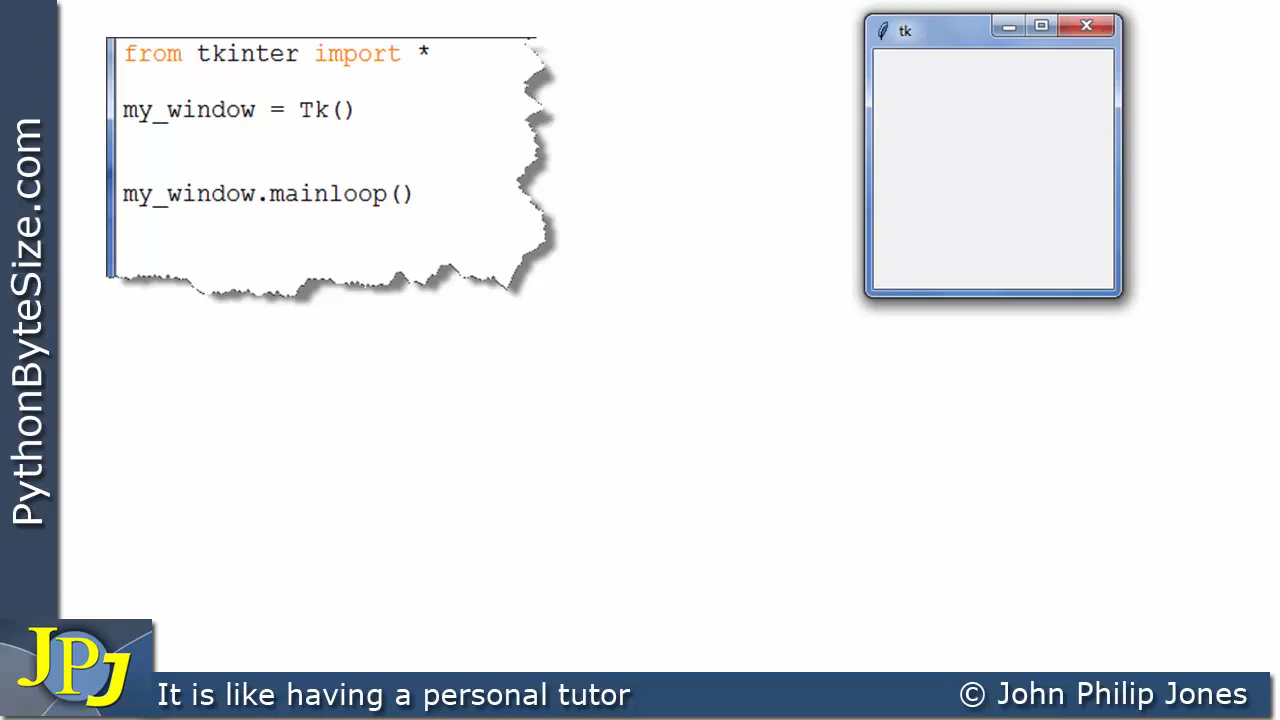 from tkinter import *
my_window = Tk()
my_window.mainloop()
tk
PythonByteSize.com
JPJ
It is like having a personal tutor
© John Philip Jones